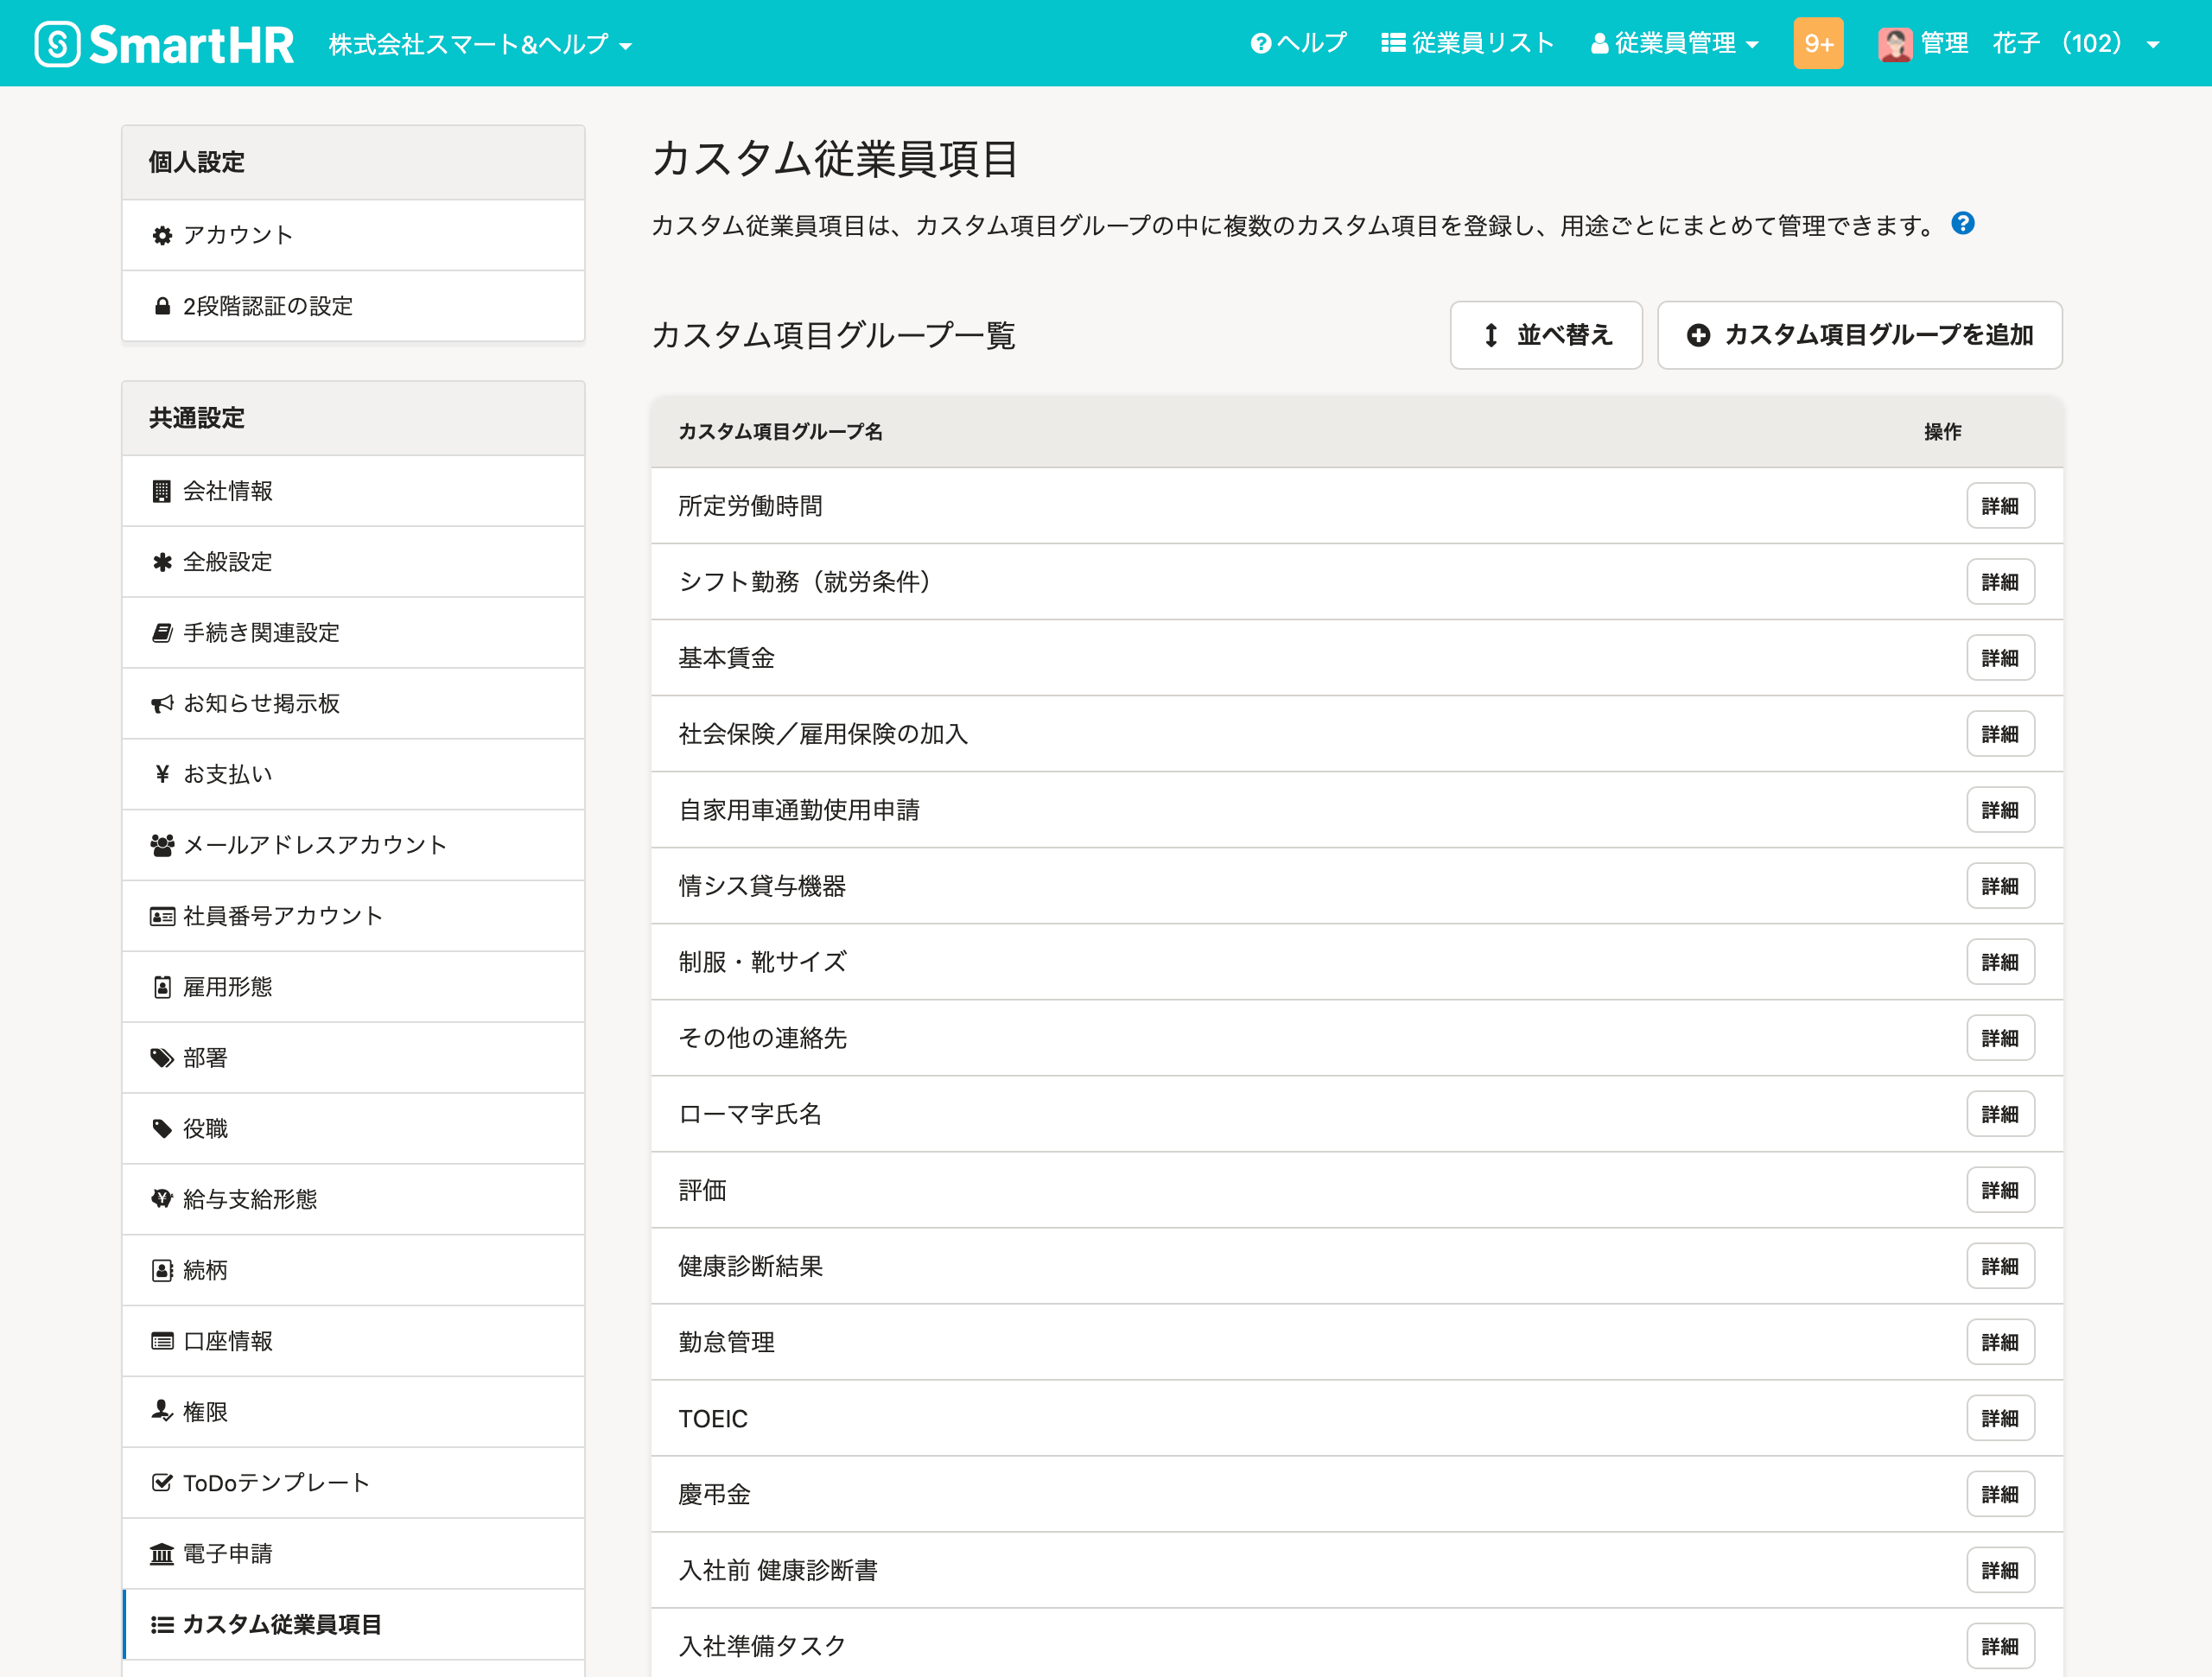 SmartHR 株式会社スマート&ヘルプ ヘルプ 従業員リスト 従業員管理 9+ 管理 花子 (102)
個人設定
アカウント
2段階認証の設定
共通設定
会社情報
全般設定
手続き関連設定
お知らせ掲示板
お支払い
メールアドレスアカウント
社員番号アカウント
雇用形態
部署
役職
給与支給形態
続柄
口座情報
権限
ToDoテンプレート
電子申請
カスタム従業員項目
カスタム従業員項目
カスタム従業員項目は、カスタム項目グループの中に複数のカスタム項目を登録し、用途ごとにまとめて管理できます。
カスタム項目グループ一覧 並べ替え カスタム項目グループを追加
カスタム項目グループ名 操作
所定労働時間 詳細
シフト勤務（就労条件） 詳細
基本賃金 詳細
社会保険／雇用保険の加入 詳細
自家用車通勤使用申請 詳細
情シス貸与機器 詳細
制服・靴サイズ 詳細
その他の連絡先 詳細
ローマ字氏名 詳細
評価 詳細
健康診断結果 詳細
勤怠管理 詳細
TOEIC 詳細
慶弔金 詳細
入社前 健康診断書 詳細
入社準備タスク 詳細